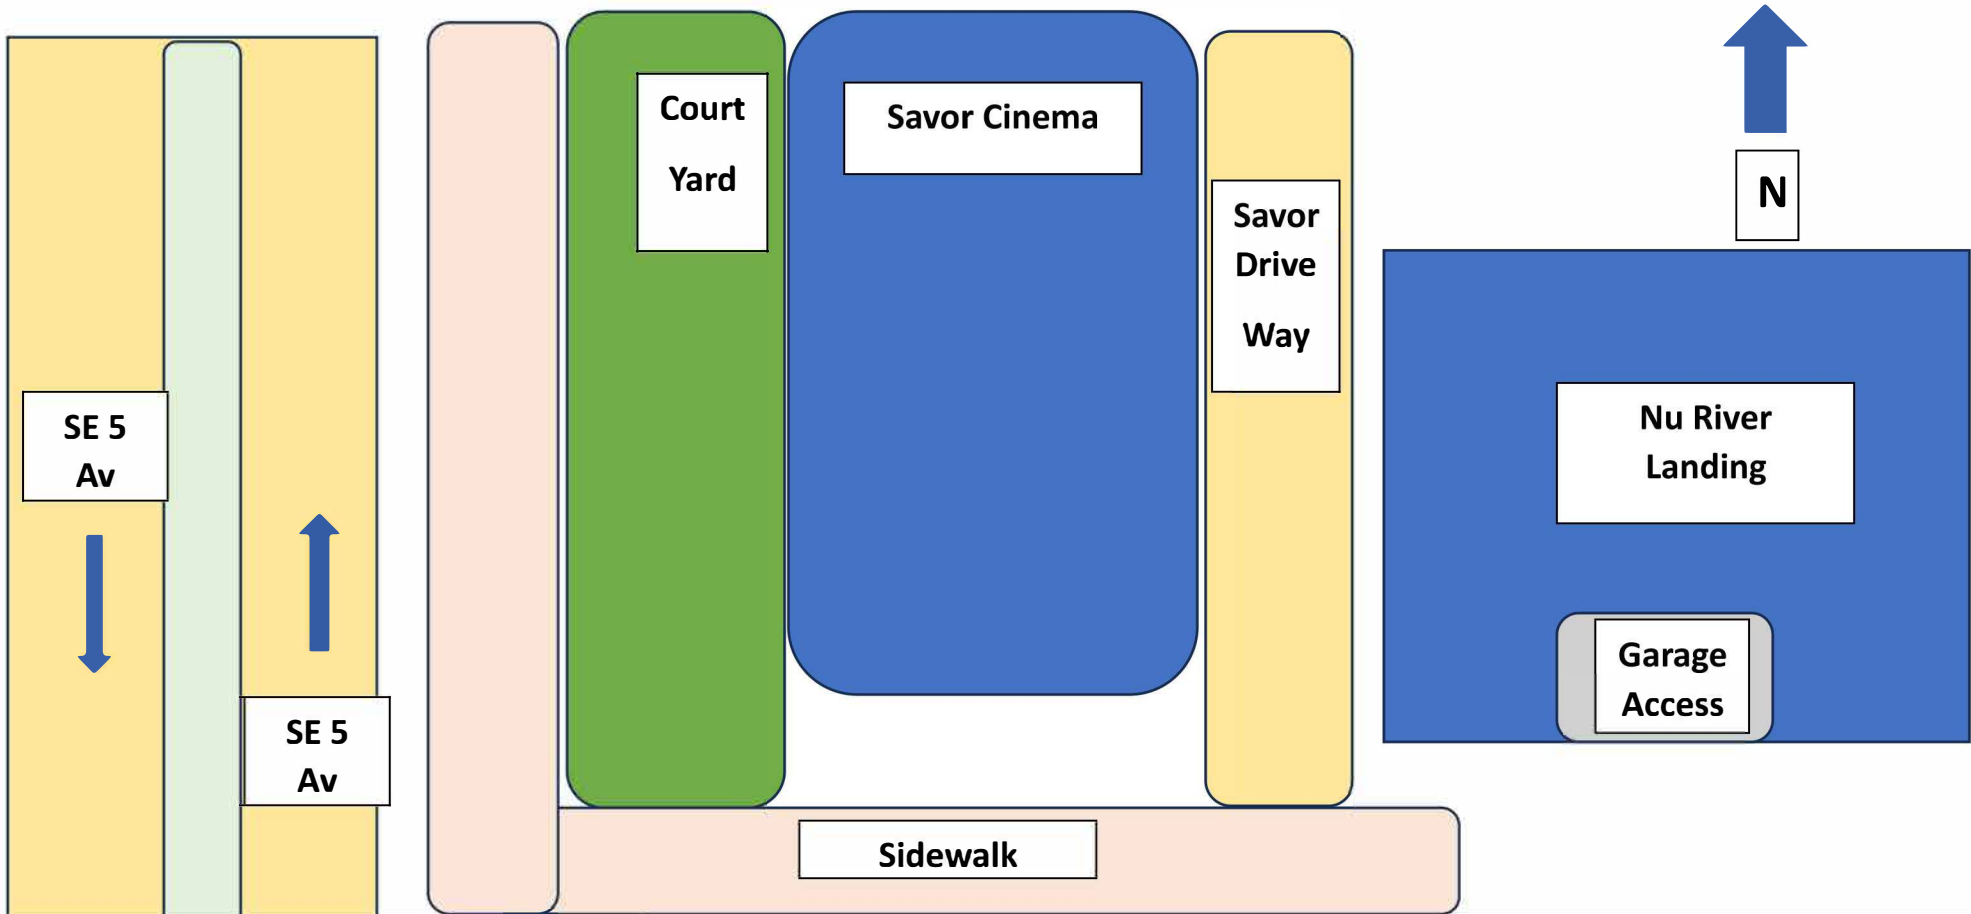 Court
Yard
Savor Cinema
Savor
Drive
Way
N
SE 5
Av
Nu River
Landing
Garage
Access
SE 5
Av
Sidewalk